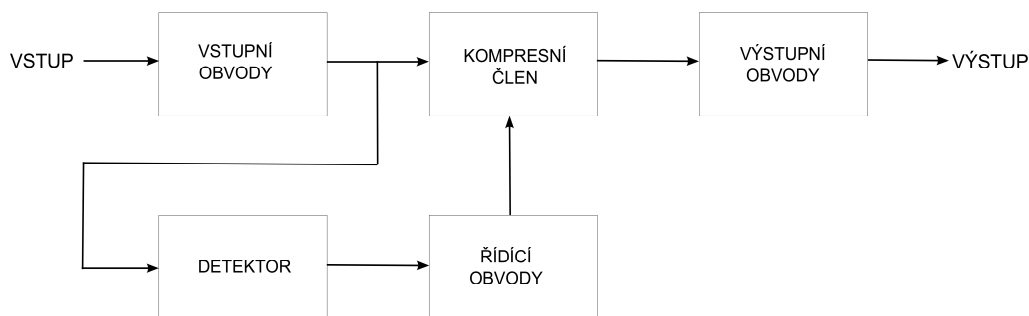 VSTUP
VSTUPNÍ
OBVODY
KOMPRESNÍ
ČLEN
VÝSTUPNÍ
OBVODY
VÝSTUP
DETEKTOR
ŘÍDÍCÍ
OBVODY